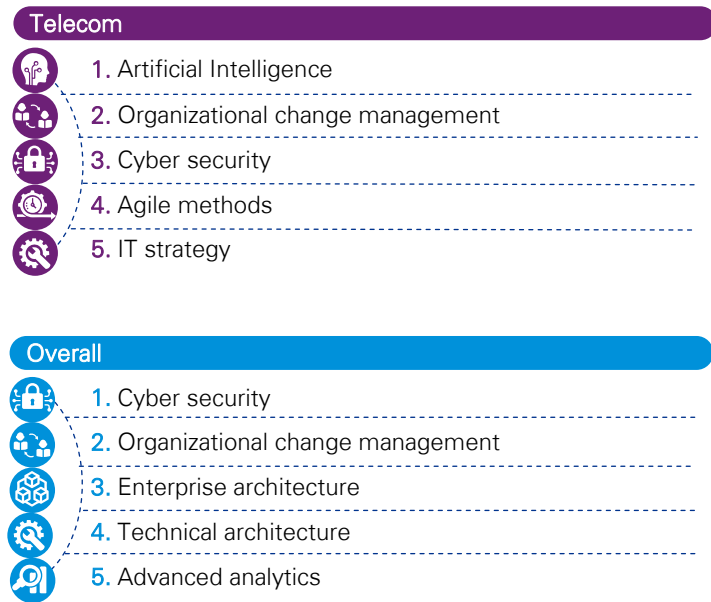 Telecom
1. Artificial Intelligence
2. Organizational change management
3. Cyber security
4. Agile methods
5. IT strategy
Overall
1. Cyber security
2. Organizational change management
3. Enterprise architecture
4. Technical architecture
5. Advanced analytics